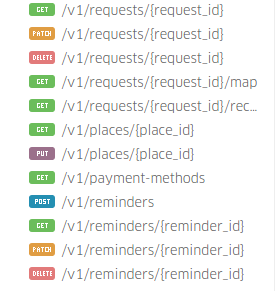 GET /v1/requests/{request_id}
PATCH /v1/requests/{request_id}
DELETE /v1/requests/{request_id}
GET /v1/requests/{request_id}/map
GET /v1/requests/{request_id}/rec...
GET /v1/places/{place_id}
PUT /v1/places/{place_id}
GET /v1/payment-methods
POST /v1/reminders
GET /v1/reminders/{reminder_id}
PATCH /v1/reminders/{reminder_id}
DELETE /v1/reminders/{reminder_id}